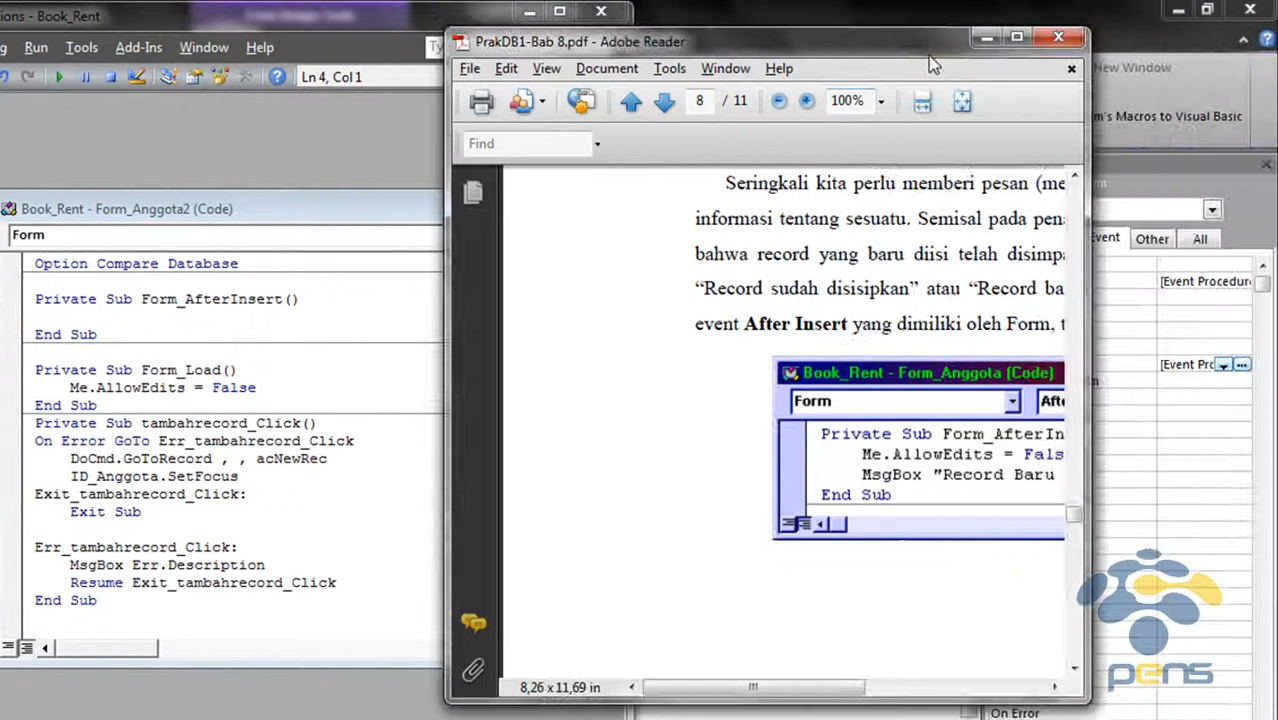 ions - Book_Rent
Run Tools Add-Ins Window Help
Ln 4, Col 1
Book_Rent - Form_Anggota2 (Code)
Form
Option Compare Database
Private Sub Form_AfterInsert()
End Sub
Private Sub Form_Load()
Me.AllowEdits = False
End Sub
Private Sub tambahrecord_Click()
On Error GoTo Err_tambahrecord_Click
DoCmd.GoToRecord , , acNewRec
ID_Anggota.SetFocus
Exit_tambahrecord_Click:
Exit Sub
Err_tambahrecord_Click:
MsgBox Err.Description
Resume Exit_tambahrecord_Click
End Sub
PrakDB1-Bab 8.pdf - Adobe Reader
File Edit View Document Tools Window Help
8 / 11 100%
Find
Seringkali kita perlu memberi pesan (me
informasi tentang sesuatu. Semisal pada pena
bahwa record yang baru diisi telah disimpa
“Record sudah disisipkan” atau “Record ba
event After Insert yang dimiliki oleh Form, t
Book_Rent - Form_Anggota (Code)
Form Afte
Private Sub Form_AfterIn
Me.AllowEdits = Fals
MsgBox "Record Baru
End Sub
8,26 x 11,69 in
New Window
m's Macros to Visual Basic
Event Other All
[Event Procedure
[Event Pro
On Error
pens